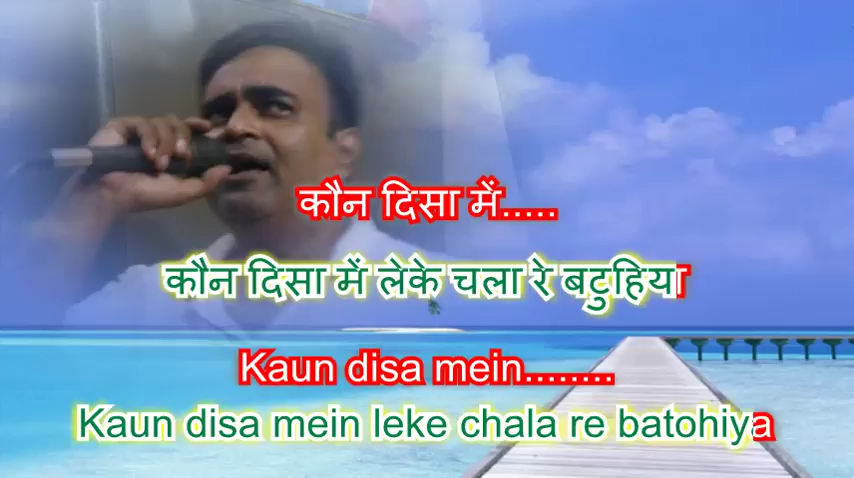 कौन दिसा में.....
कौन दिसा में लेके चला रे बटुहिया
Kaun disa mein........
Kaun disa mein leke chala re batohiya